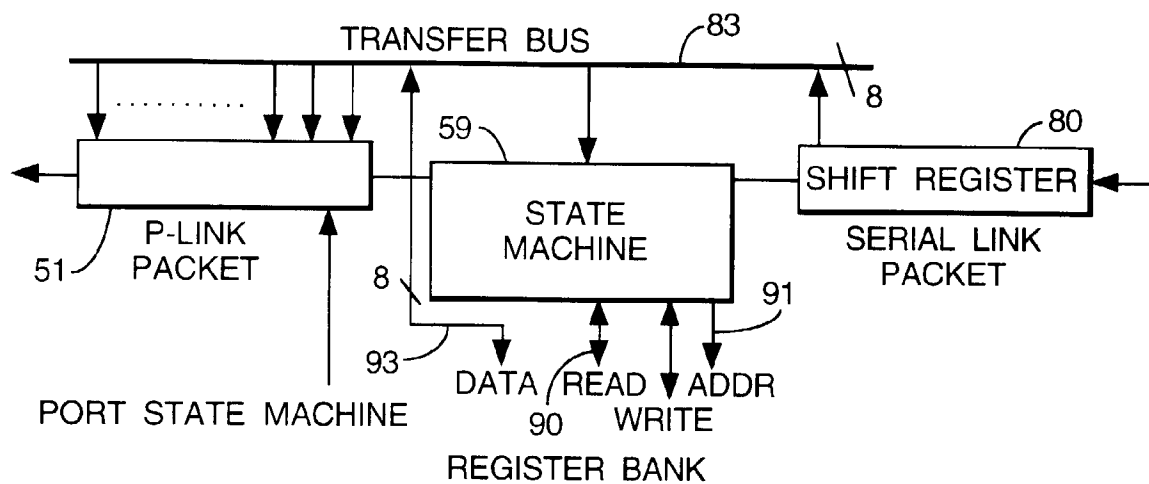 TRANSFER BUS
83
8
59
80
SHIFT REGISTER
STATE
MACHINE
P-LINK
PACKET
51
SERIAL LINK
PACKET
8
91
93
DATA READ ADDR
90
WRITE
PORT STATE MACHINE
REGISTER BANK